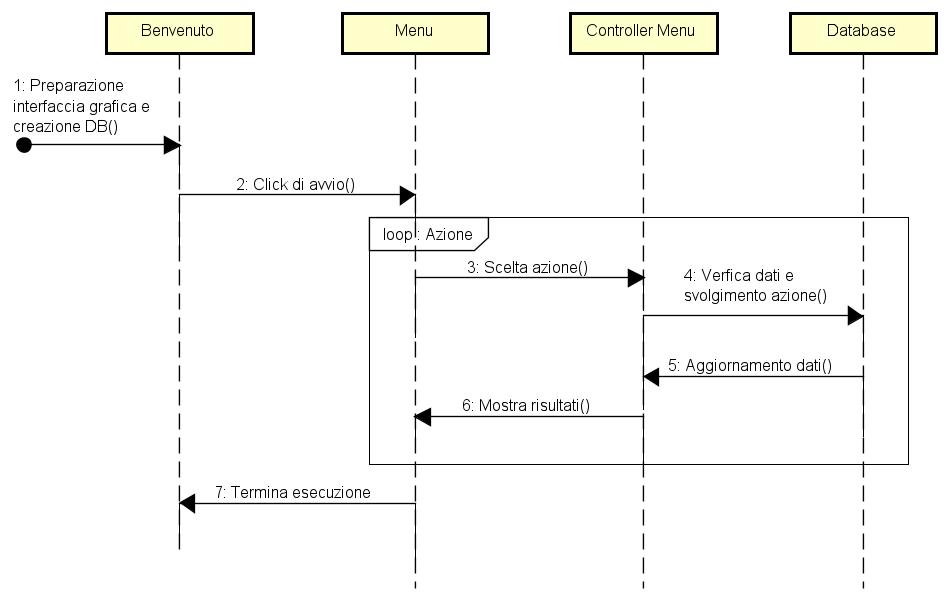 Benvenuto
Menu
Controller Menu
Database
1: Preparazione
interfaccia grafica e
creazione DB()
2: Click di avvio()
loop : Azione
3: Scelta azione()
4: Verfica dati e
svolgimento azione()
5: Aggiornamento dati()
6: Mostra risultati()
7: Termina esecuzione